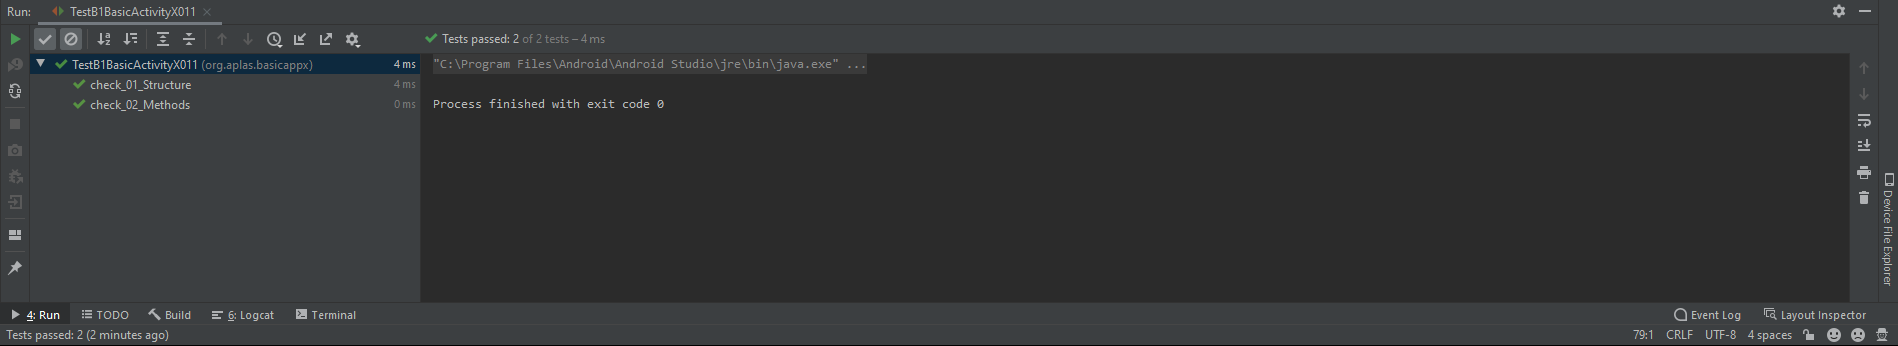 Run: TestB1BasicActivityX011
Tests passed: 2 of 2 tests – 4 ms
TestB1BasicActivityX011 (org.aplas.basicappx) 4 ms
check_01_Structure 4 ms
check_02_Methods 0 ms
"C:\Program Files\Android\Android Studio\jre\bin\java.exe" ...
Process finished with exit code 0
Device File Explorer
4: Run TODO Build 6: Logcat Terminal Event Log Layout Inspector
Tests passed: 2 (2 minutes ago) 79:1 CRLF UTF-8 4 spaces